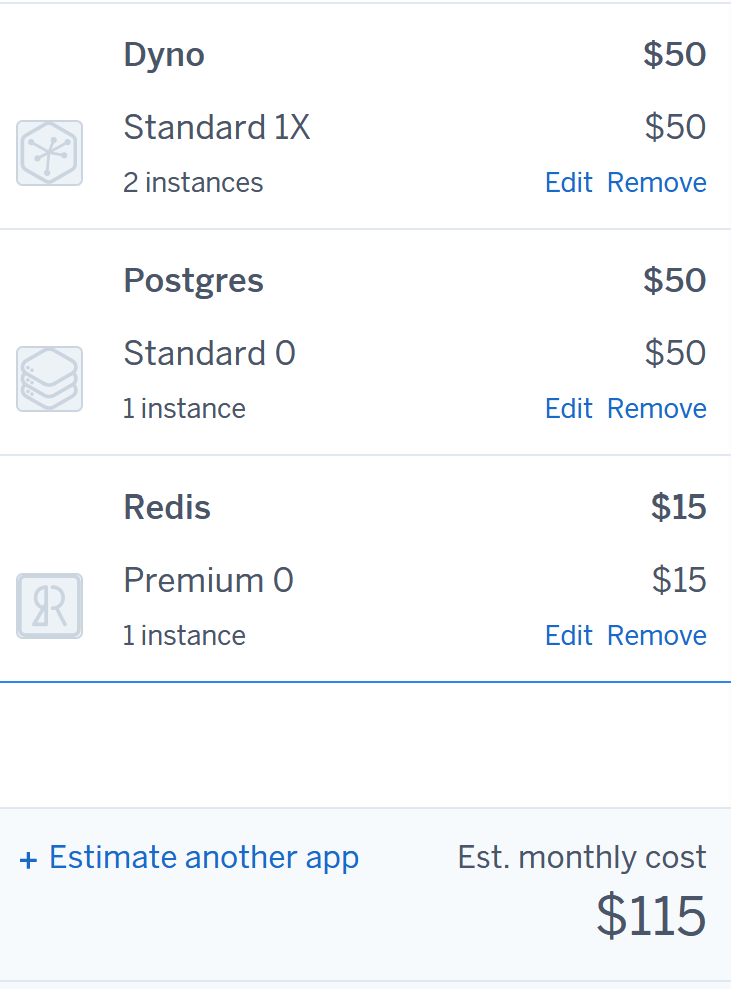 Dyno $50
Standard 1X $50
2 instances Edit Remove
Postgres $50
Standard 0 $50
1 instance Edit Remove
Redis $15
Premium 0 $15
1 instance Edit Remove
+ Estimate another app Est. monthly cost
$115